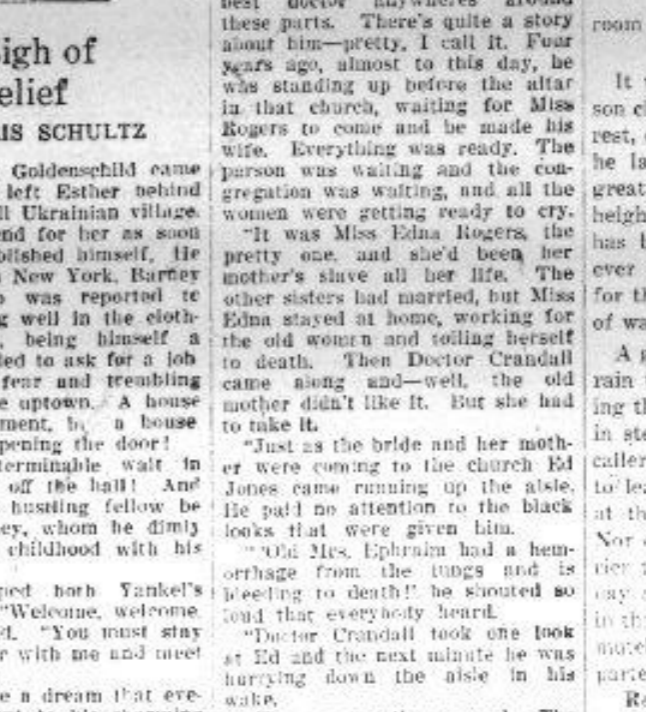 igh of
elief
IS SCHULTZ
Goldenschild came
left Esther behind
ll Ukrainian village.
nd for her as soon
blished himself. He
New York. Barney
was reported to
g well in the cloth-
being himself a
ded to ask for a job
fear and trembling
e uptown. A house
ment, a house
pening the door!
terminable wait in
off the hall! And
hustling fellow be
ey, whom he dimly
childhood with his
ped both Yankel's
"Welcome, welcome,
"You must stay
r with me and meet
e a dream that eve-
best doctor anywheres around
these parts. There's quite a story
about him—pretty, I call it. Four
years ago, almost to this day, he
was standing up before the altar
in that church, waiting for Miss
Rogers to come and be made his
wife. Everything was ready. The
parson was waiting and the con-
gregation was waiting, and all the
women were getting ready to cry.
"It was Miss Edna Rogers, the
pretty one, and she'd been her
mother's slave all her life. The
other sisters had married, but Miss
Edna stayed at home, working for
the old woman and toiling herself
to death. Then Doctor Crandall
came along and—well, the old
mother didn't like it. But she had
to take it.
"Just as the bride and her moth-
er were coming to the church Ed
Jones came running up the aisle.
He paid no attention to the black
looks that were given him.
"'Old Mrs. Ephraim had a hem-
orrhage from the lungs and is
bleeding to death!' he shouted so
loud that everybody heard.
"Doctor Crandall took one look
at Ed and the next minute he was
hurrying down the aisle in his
wake.
room
It
son c
rest,
he la
great
heigh
has
ever
for th
of wa
A
rain
ing th
in ste
caller
to lea
at th
Nor
rier
in th
parte